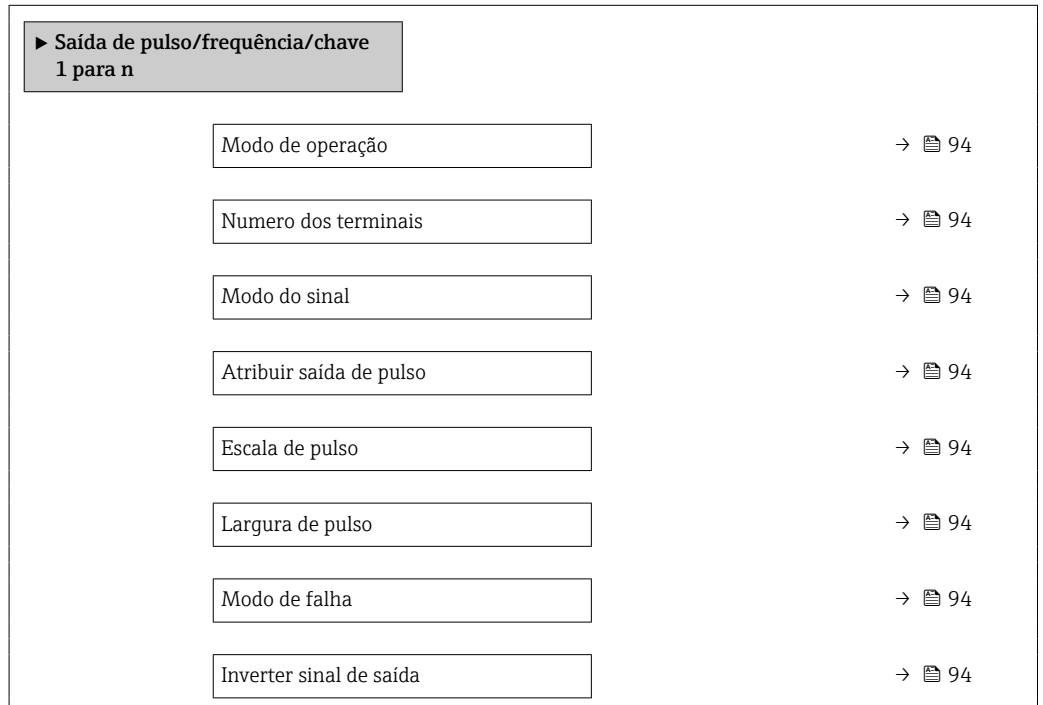 ▶ Saída de pulso/frequência/chave
1 para n
Modo de operação → 94
Numero dos terminais → 94
Modo do sinal → 94
Atribuir saída de pulso → 94
Escala de pulso → 94
Largura de pulso → 94
Modo de falha → 94
Inverter sinal de saída → 94